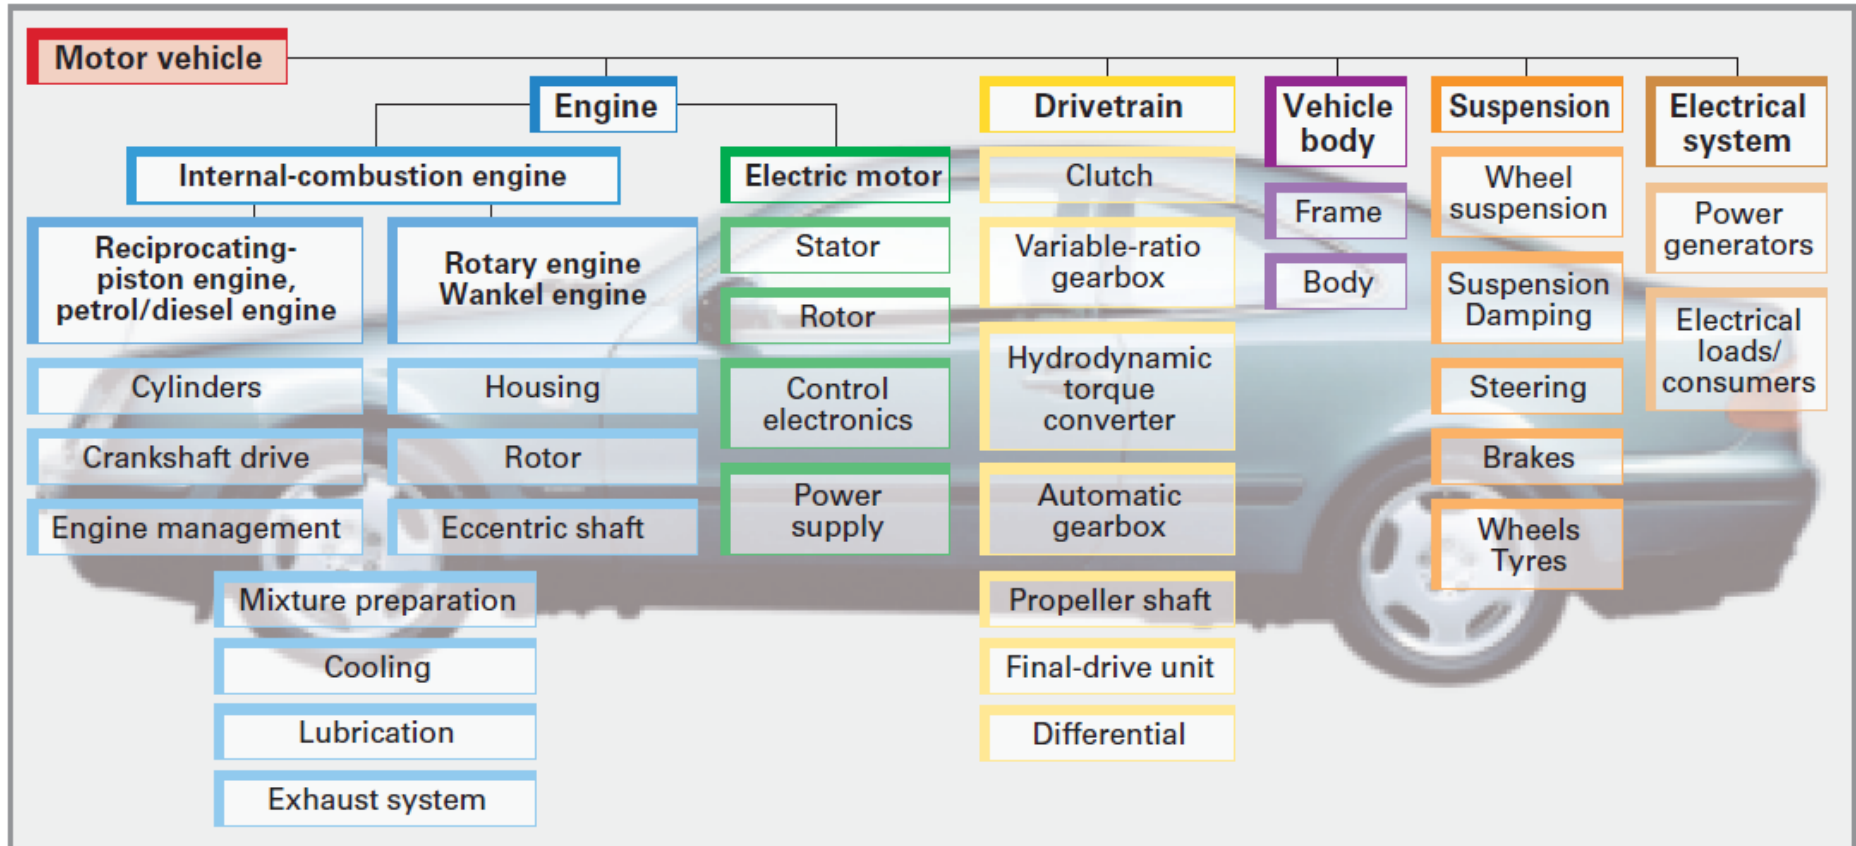 Motor vehicle
Engine
Internal-combustion engine
Reciprocating-
piston engine,
petrol/diesel engine
Cylinders
Crankshaft drive
Engine management
Rotary engine
Wankel engine
Housing
Rotor
Eccentric shaft
Mixture preparation
Cooling
Lubrication
Exhaust system
Electric motor
Stator
Rotor
Control
electronics
Power
supply
Drivetrain
Clutch
Variable-ratio
gearbox
Hydrodynamic
torque
converter
Automatic
gearbox
Propeller shaft
Final-drive unit
Differential
Vehicle
body
Frame
Body
Suspension
Wheel
suspension
Suspension
Damping
Steering
Brakes
Wheels
Tyres
Electrical
system
Power
generators
Electrical
loads/
consumers